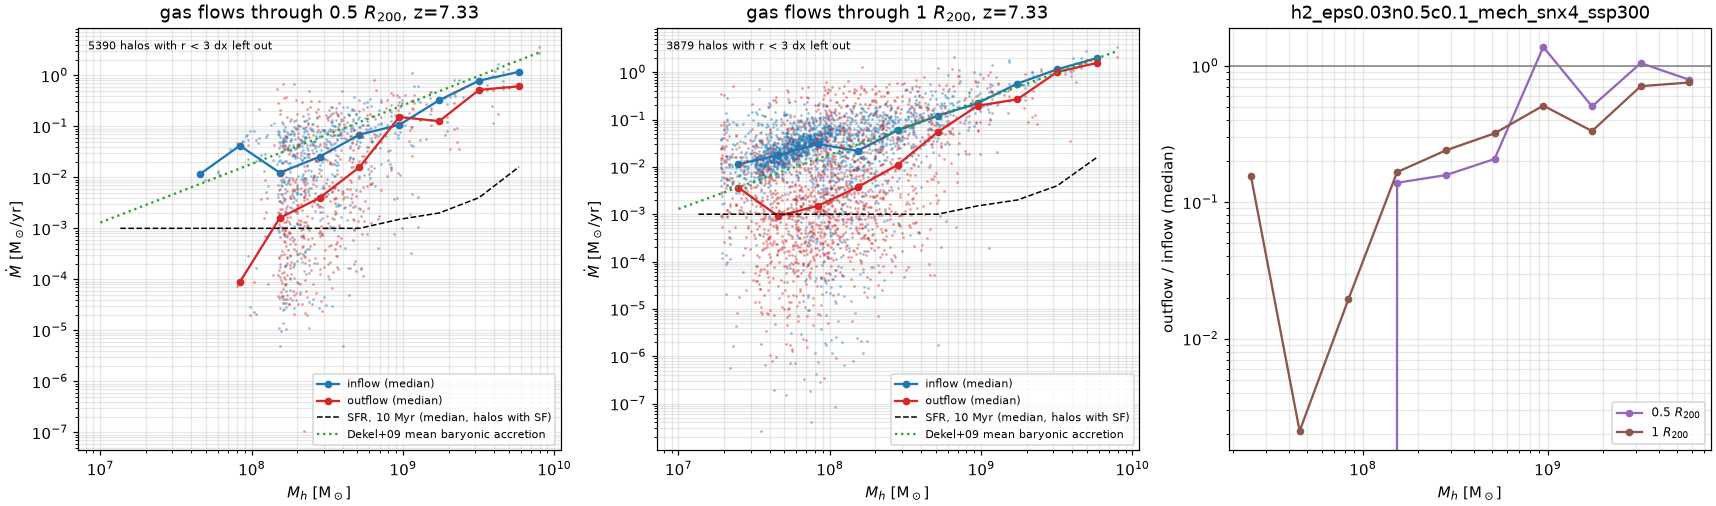 gas flows through 0.5 R₂₀₀, z=7.33
5390 halos with r < 3 dx left out
10⁰
10⁻¹
10⁻²
10⁻³
10⁻⁴
10⁻⁵
10⁻⁶
10⁻⁷
Ṁ [M⊙/yr]
inflow (median)
outflow (median)
SFR, 10 Myr (median, halos with SF)
Dekel+09 mean baryonic accretion
10⁷
10⁸
10⁹
10¹⁰
Mₕ [M⊙]
gas flows through 1 R₂₀₀, z=7.33
3879 halos with r < 3 dx left out
10⁰
10⁻¹
10⁻²
10⁻³
10⁻⁴
10⁻⁵
10⁻⁶
10⁻⁷
Ṁ [M⊙/yr]
inflow (median)
outflow (median)
SFR, 10 Myr (median, halos with SF)
Dekel+09 mean baryonic accretion
10⁷
10⁸
10⁹
10¹⁰
Mₕ [M⊙]
h2_eps0.03n0.5c0.1_mech_snx4_ssp300
10⁰
10⁻¹
10⁻²
outflow / inflow (median)
0.5 R₂₀₀
1 R₂₀₀
10⁸
10⁹
Mₕ [M⊙]